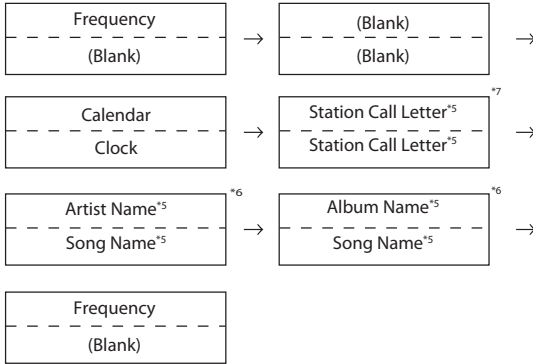 Frequency
(Blank)
→
(Blank)
(Blank)
→
Calendar
Clock
→
Station Call Letter*5
Station Call Letter*5
*7
→
Artist Name*5
Song Name*5
*6
→
Album Name*5
Song Name*5
*6
→
Frequency
(Blank)